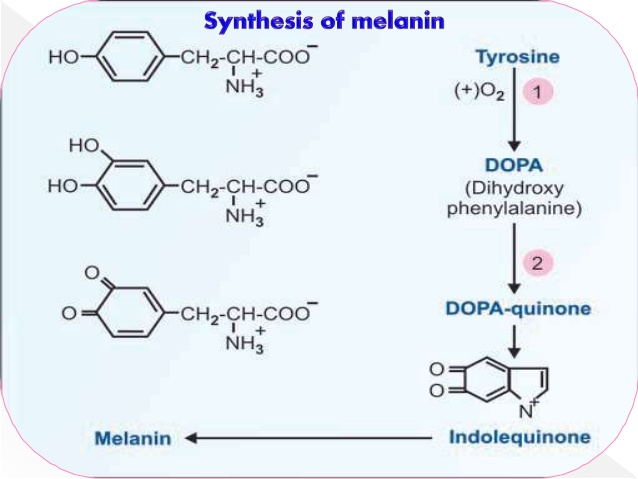 Synthesis of melanin
HO CH2-CH-COO−
NH3
+
Tyrosine
(+)O2 1
HO
HO CH2-CH-COO−
NH3
+
DOPA
(Dihydroxy
phenylalanine)
2
O
O CH2-CH-COO−
NH3
+
DOPA-quinone
O
O
N+
Indolequinone
Melanin